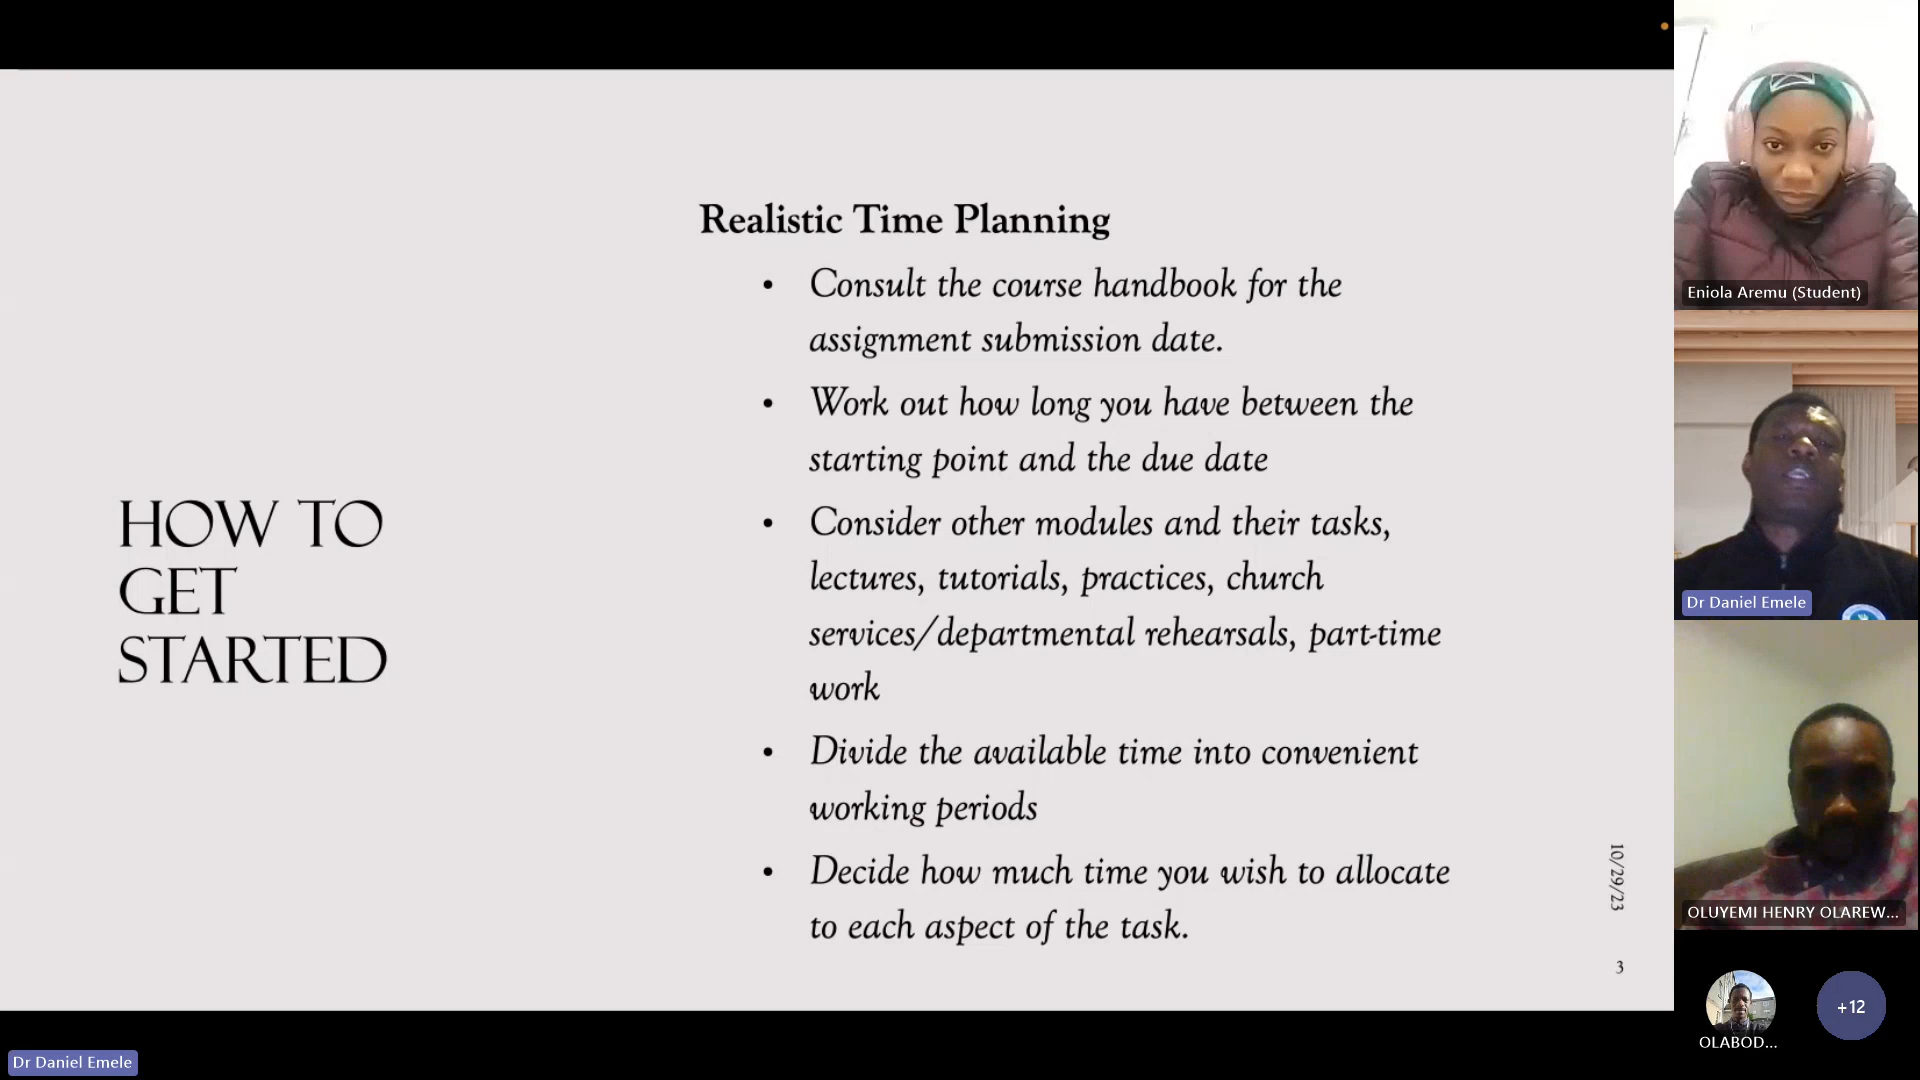 HOW TO
GET
STARTED
Realistic Time Planning
• Consult the course handbook for the
assignment submission date.
• Work out how long you have between the
starting point and the due date
• Consider other modules and their tasks,
lectures, tutorials, practices, church
services/departmental rehearsals, part-time
work
• Divide the available time into convenient
working periods
• Decide how much time you wish to allocate
to each aspect of the task.
10/29/23
3
Eniola Aremu (Student)
Dr Daniel Emele
OLUYEMI HENRY OLAREW...
OLABOD...
+12
Dr Daniel Emele